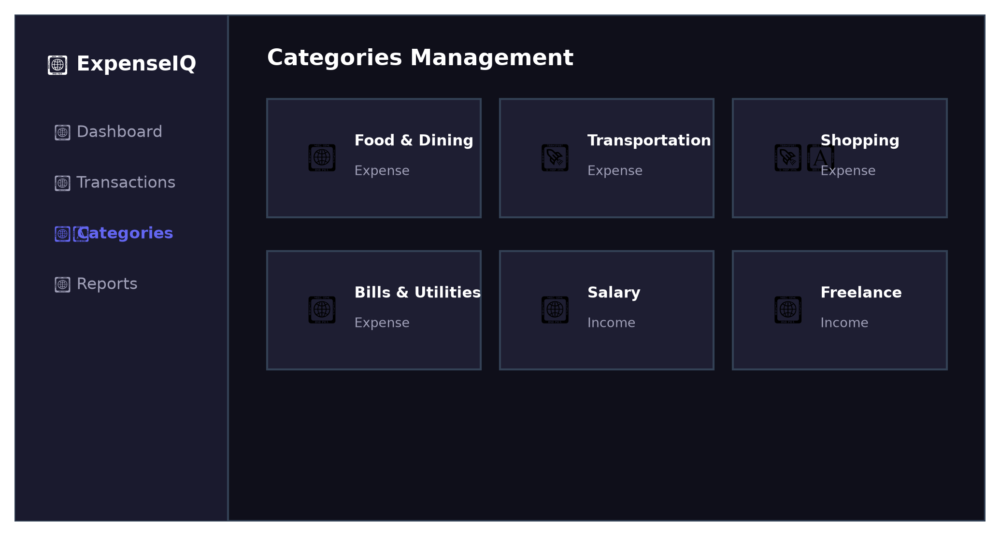 ExpenseIQ
Dashboard
Transactions
Categories
Reports
Categories Management
Food & Dining
Expense
Transportation
Expense
Shopping
Expense
Bills & Utilities
Expense
Salary
Income
Freelance
Income